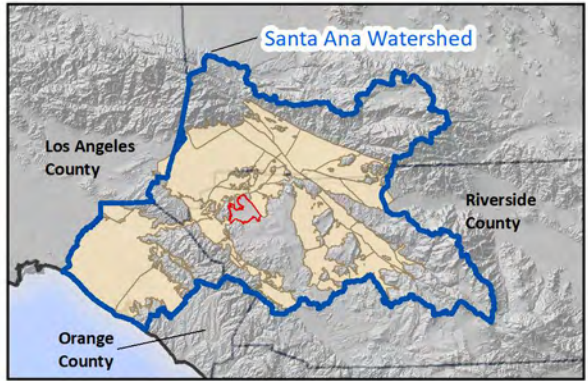 Santa Ana Watershed
Los Angeles
County
Riverside
County
Orange
County